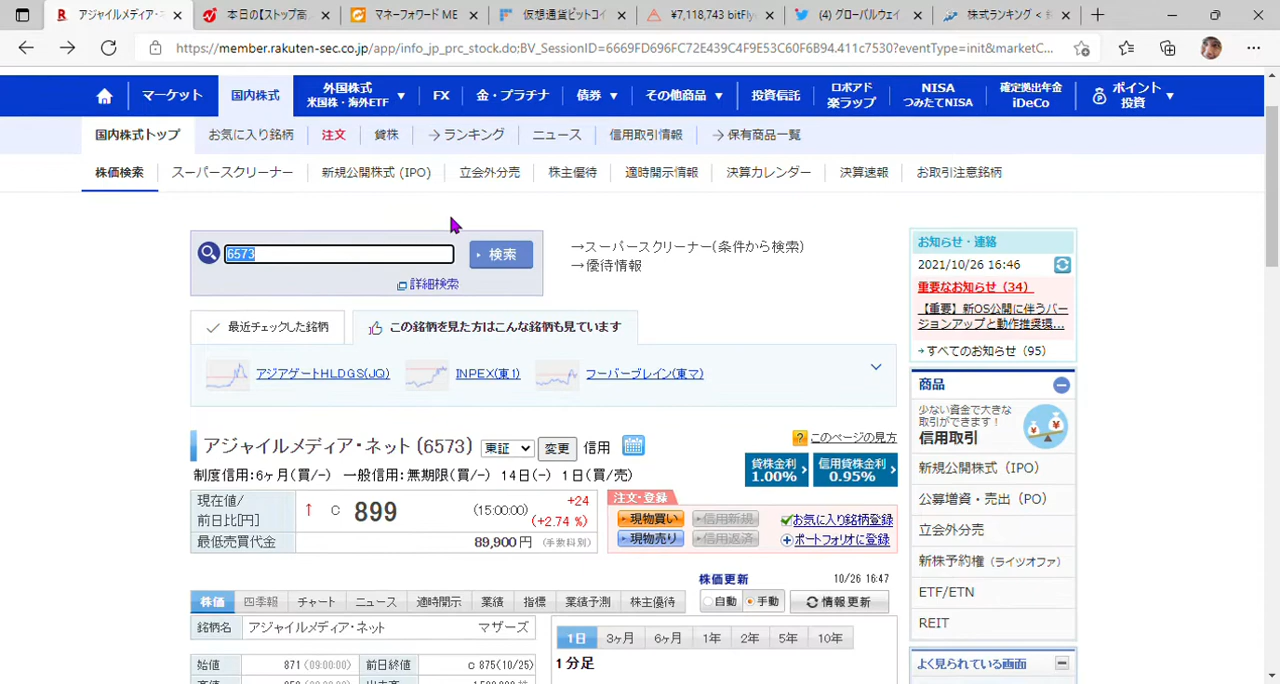 アジャイルメディア・ネ
本日の【ストップ高
マネーフォワード ME
仮想通貨ビットコイ
¥7,118,743 bitFly
(4) グローバルウェイ
株式ランキング <
https://member.rakuten-sec.co.jp/app/info_jp_prc_stock.do;BV_SessionID=6669FD696FC72E439C4F9E53C60F6B94.411c7530?eventType=init&marketC...
マーケット
国内株式
外国株式
米国株・海外ETF ▼
FX
金・プラチナ
債券 ▼
その他商品 ▼
投資信託
ロボアド
楽ラップ
NISA
つみたてNISA
確定拠出年金
iDeCo
ポイント
投資 ▼
国内株式トップ
お気に入り銘柄
注文
貸株
→ランキング
ニュース
信用取引情報
→保有商品一覧
株価検索
スーパースクリーナー
新規公開株式 (IPO)
立会外分売
株主優待
適時開示情報
決算カレンダー
決算速報
お取引注意銘柄
6573
検索
詳細検索
→スーパースクリーナー(条件から検索)
→優待情報
お知らせ・連絡
2021/10/26 16:46
重要なお知らせ (34)
【重要】新OS公開に伴うバー
ジョンアップと動作推奨環...
→すべてのお知らせ (95)
最近チェックした銘柄
この銘柄を見た方はこんな銘柄も見ています
アジアゲートHLDGS(JQ)
INPEX(東1)
フーバーブレイン(東マ)
商品
少ない資金で大きな
取引ができます!
信用取引
新規公開株式 (IPO)
公募増資・売出 (PO)
立会外分売
新株予約権 (ライツオファ)
ETF/ETN
REIT
よく見られている画面
アジャイルメディア・ネット (6573)
東証
変更
信用
? このページの見方
制度信用:6ヶ月(買/-) 一般信用:無期限(買/-) 14日(-) 1日(買/売)
貸株金利
1.00%
信用貸株金利
0.95%
現在値/
前日比[円]
↑ C 899 (15:00:00) +24
(+2.74 %)
最低売買代金
89,900 円 (手数料別)
注文・登録
現物買い
信用新規
お気に入り銘柄登録
現物売り
信用返済
ポートフォリオに登録
株価更新
10/26 16:47
自動
手動
情報更新
株価
四季報
チャート
ニュース
適時開示
業績
指標
業績予測
株主優待
銘柄名 アジャイルメディア・ネット マザーズ
1日
3ヶ月
6ヶ月
1年
2年
5年
10年
1 分足
始値 871 (09:00:00) 前日終値 C 875(10/25)